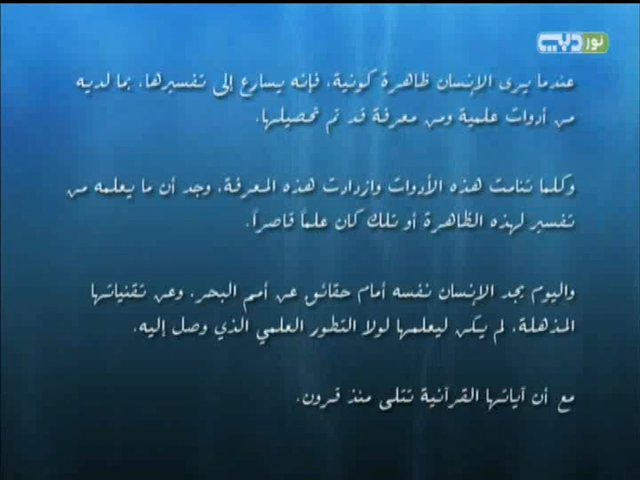 نور دبي
عندما يرى الإنسان ظاهرة كونية، فإنه يسارع إلى تفسيرها، بما لديه
من أدوات علمية ومن معرفة قد تم تحصيلها.
وكلما تنامت هذه الأدوات وازدادت هذه المعرفة، وجد أن ما يعلمه من
تفسير لهذه الظاهرة أو تلك كان علماً قاصراً.
واليوم يجد الإنسان نفسه أمام حقائق عن أمم البحر، وعن تقنياتها
المذهلة، لم يكن ليعلمها لولا التطور العلمي الذي وصل إليه.
مع أن آياتها القرآنية تتلى منذ قرون.